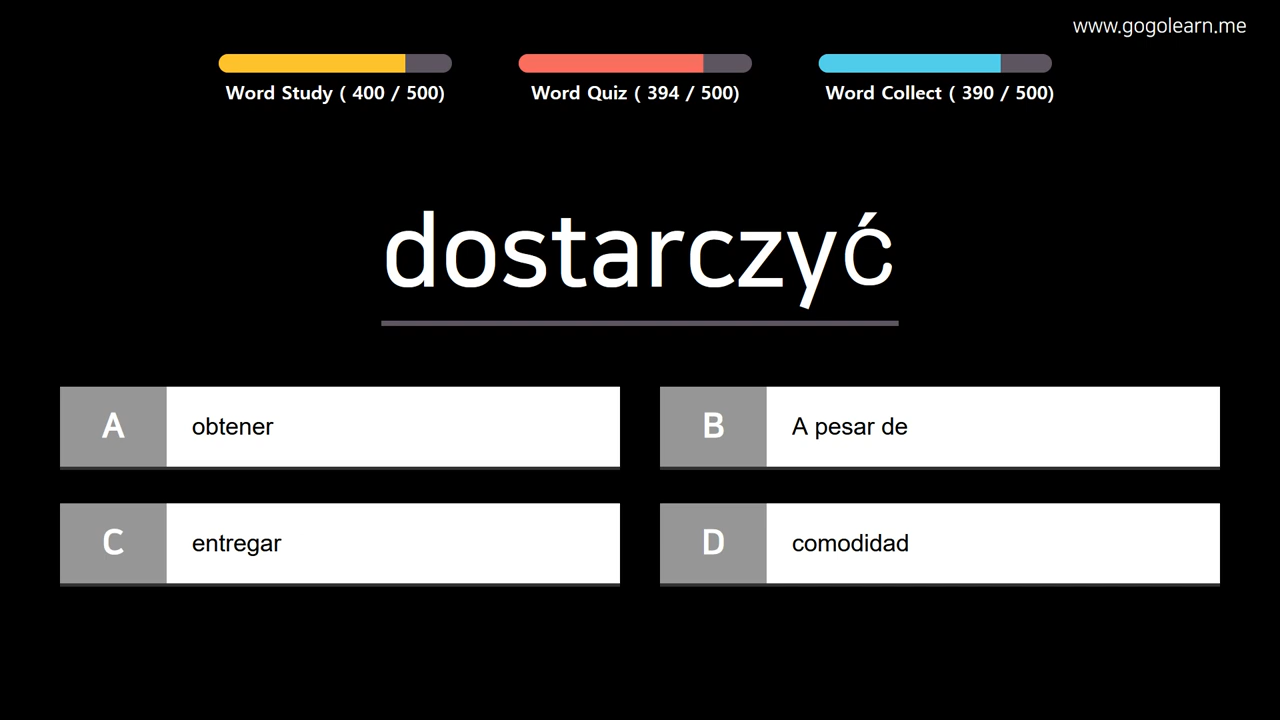 www.gogolearn.me
Word Study ( 400 / 500)
Word Quiz ( 394 / 500)
Word Collect ( 390 / 500)
dostarczyć
A obtener
B A pesar de
C entregar
D comodidad